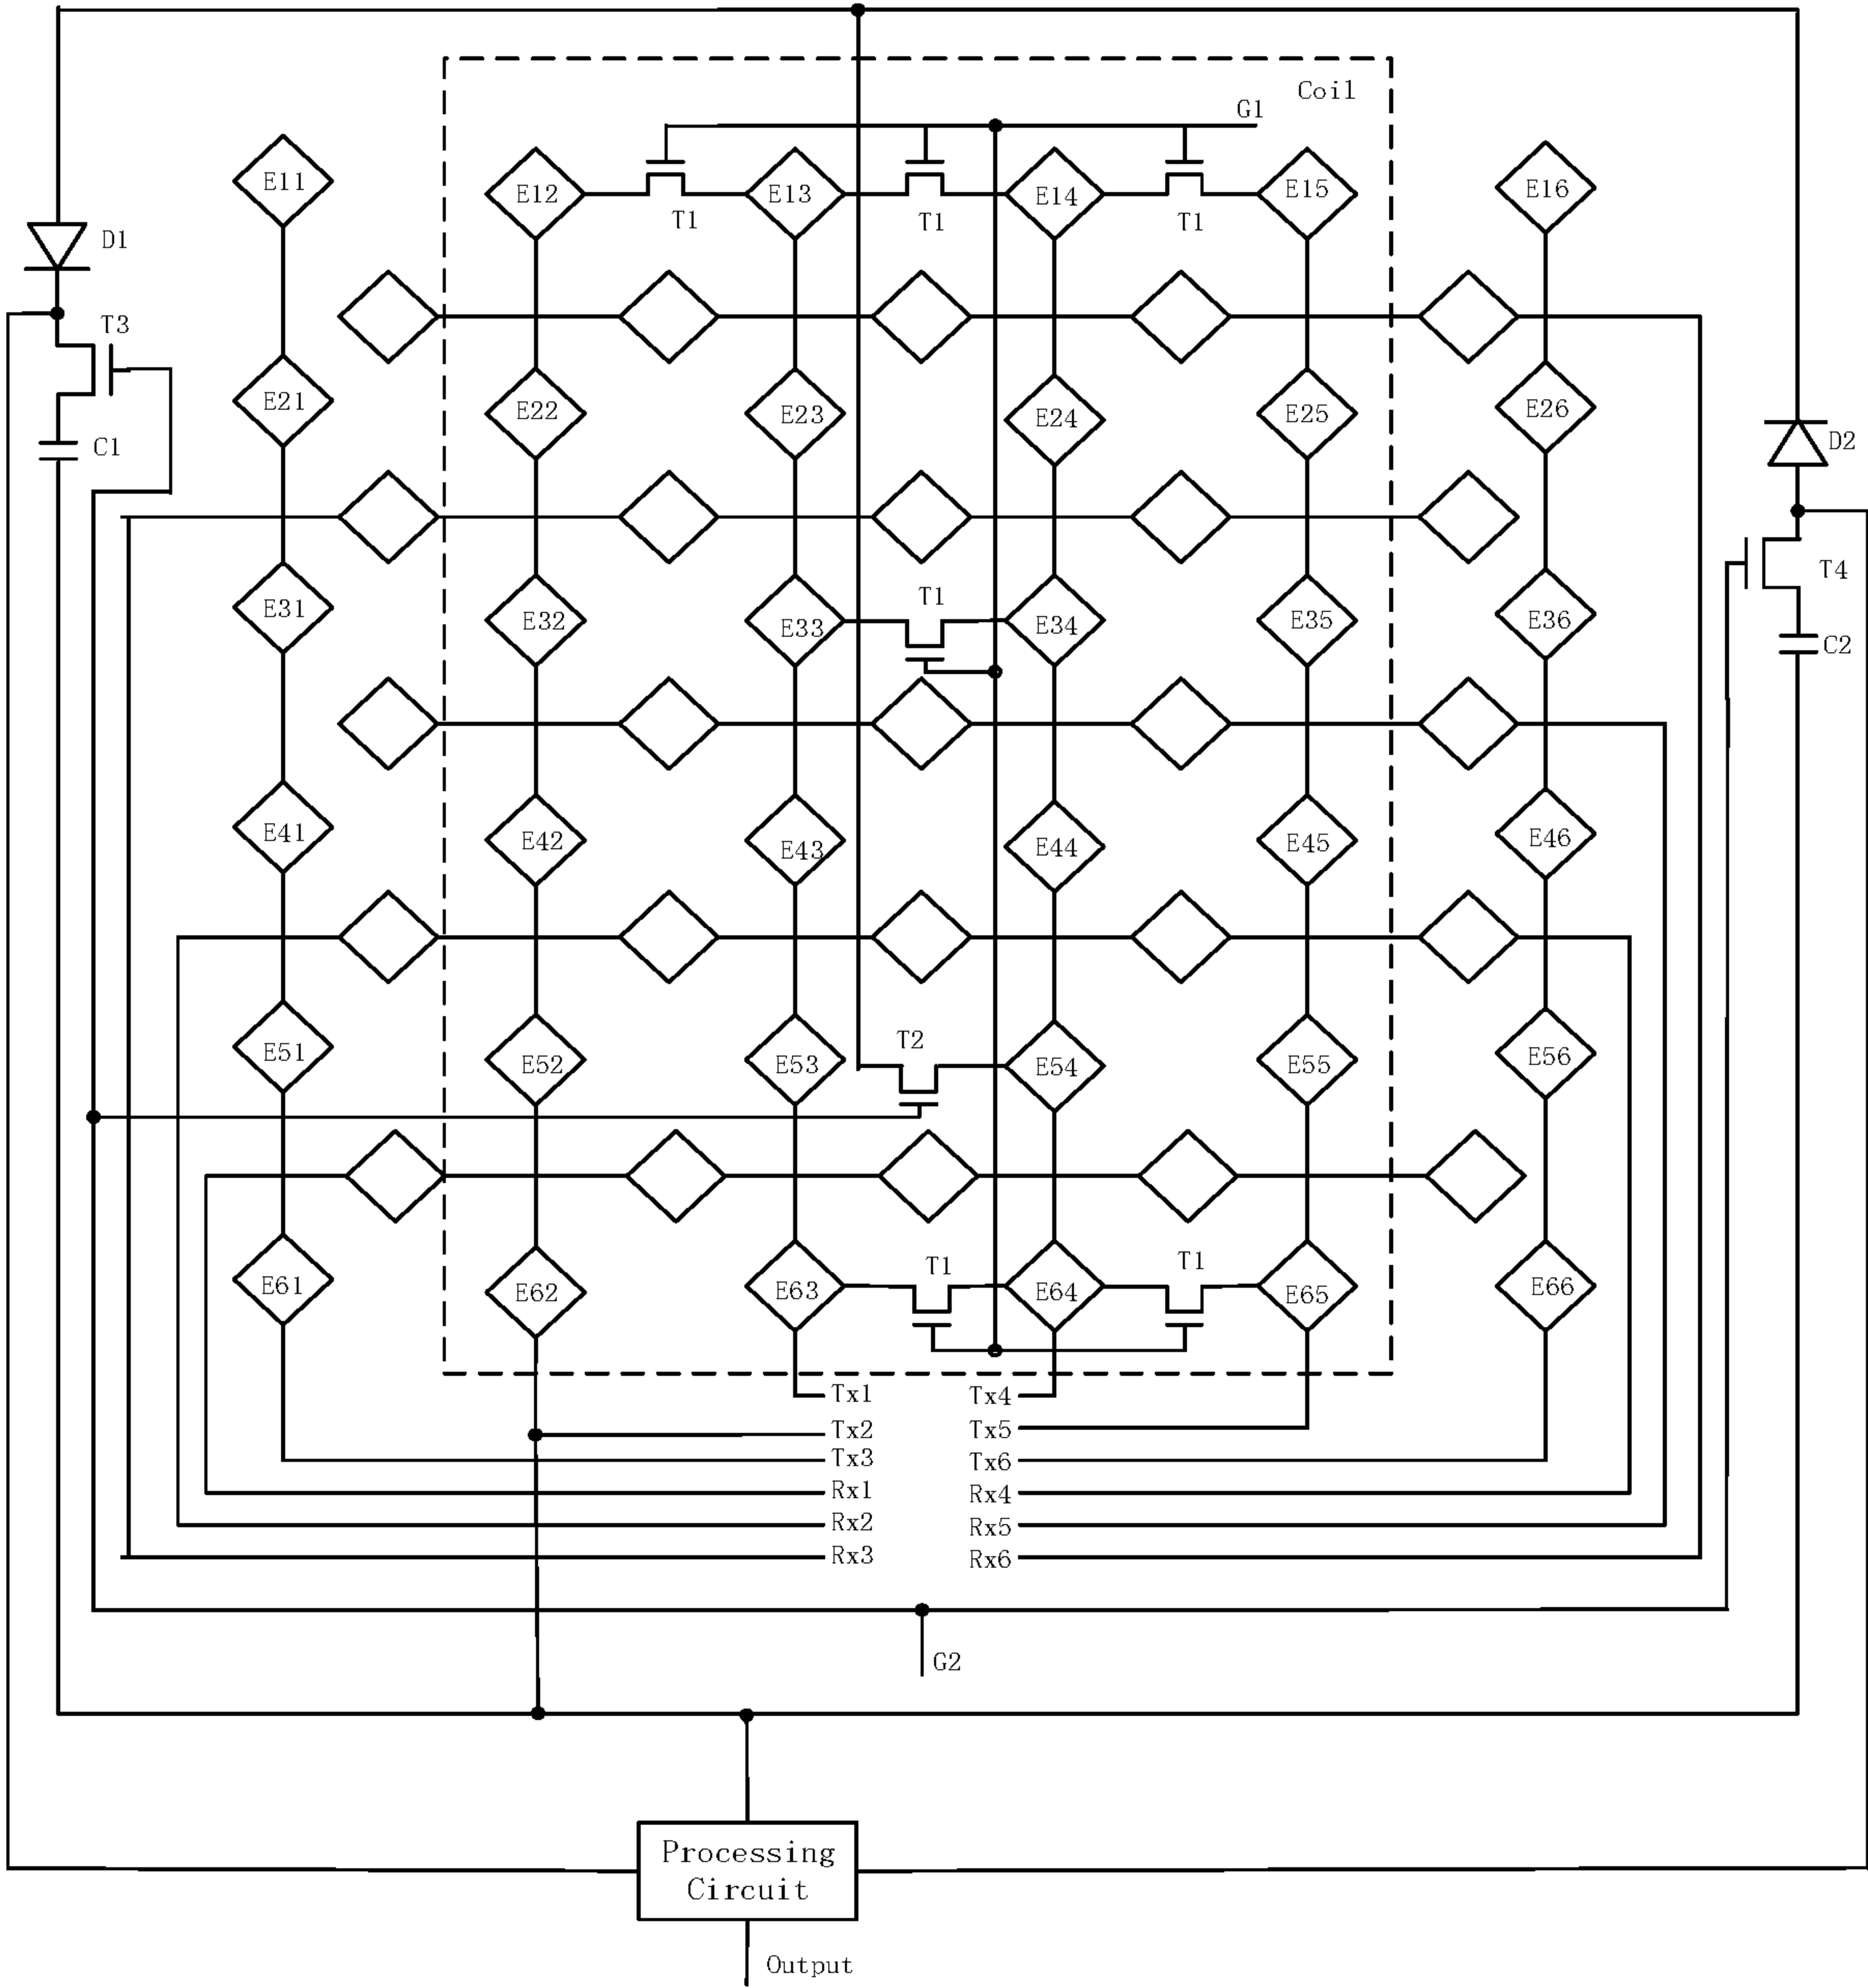 Coil
G1
E11
E12
E13
E14
E15
E16
T1
T1
T1
D1
T3
E21
E22
E23
E24
E25
E26
C1
D2
T4
T1
E31
E32
E33
E34
E35
E36
C2
E41
E42
E43
E44
E45
E46
T2
E51
E52
E53
E54
E55
E56
T1
T1
E61
E62
E63
E64
E65
E66
Tx1
Tx4
Tx2
Tx5
Tx3
Tx6
Rx1
Rx4
Rx2
Rx5
Rx3
Rx6
G2
Processing
Circuit
Output